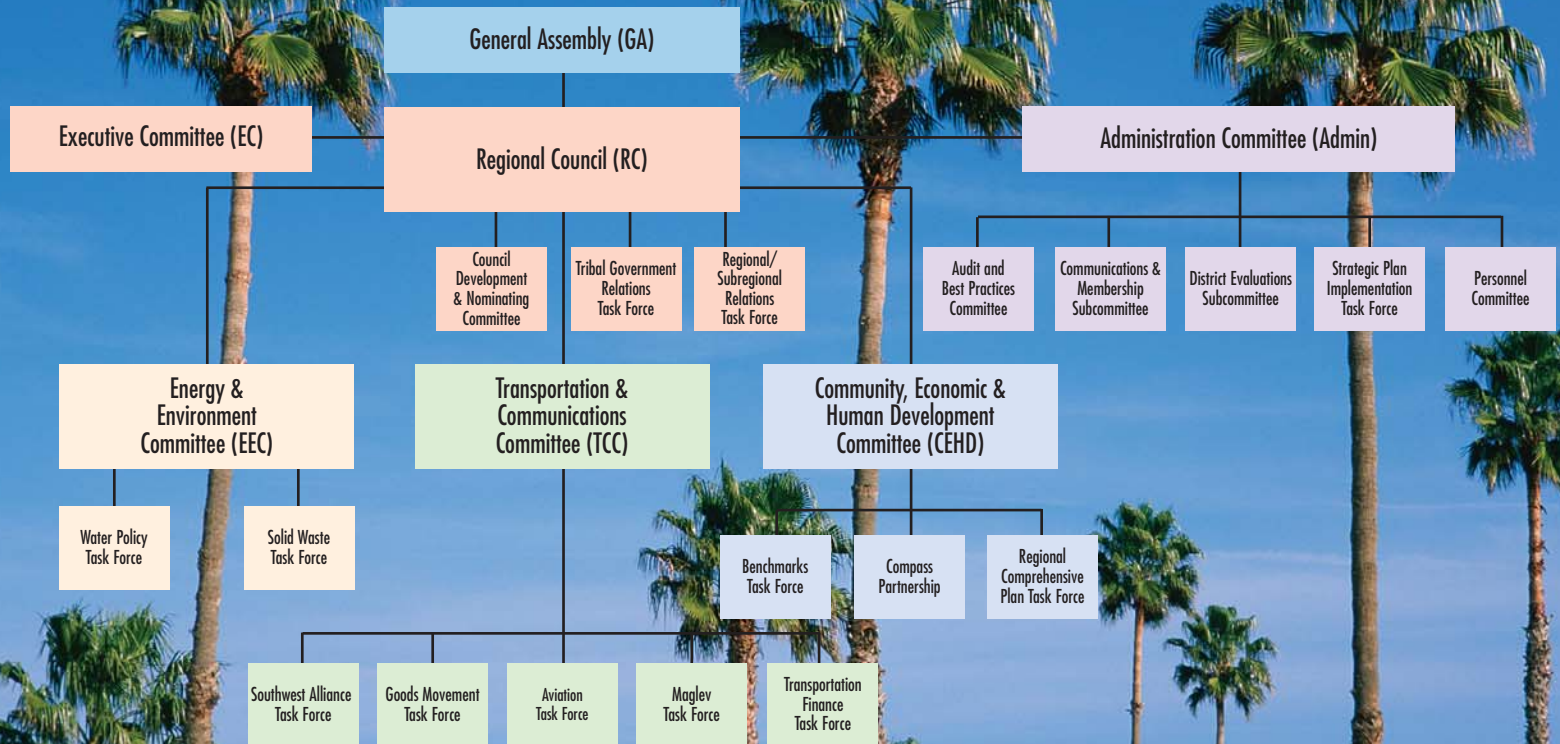 General Assembly (GA)
Executive Committee (EC)
Regional Council (RC)
Administration Committee (Admin)
Council
Development
& Nominating
Committee
Tribal Government
Relations
Task Force
Regional/
Subregional
Relations
Task Force
Audit and
Best Practices
Committee
Communications &
Membership
Subcommittee
District Evaluations
Subcommittee
Strategic Plan
Implementation
Task Force
Personnel
Committee
Energy &
Environment
Committee (EEC)
Transportation &
Communications
Committee (TCC)
Community, Economic &
Human Development
Committee (CEHD)
Water Policy
Task Force
Solid Waste
Task Force
Benchmarks
Task Force
Compass
Partnership
Regional
Comprehensive
Plan Task Force
Southwest Alliance
Task Force
Goods Movement
Task Force
Aviation
Task Force
Maglev
Task Force
Transportation
Finance
Task Force